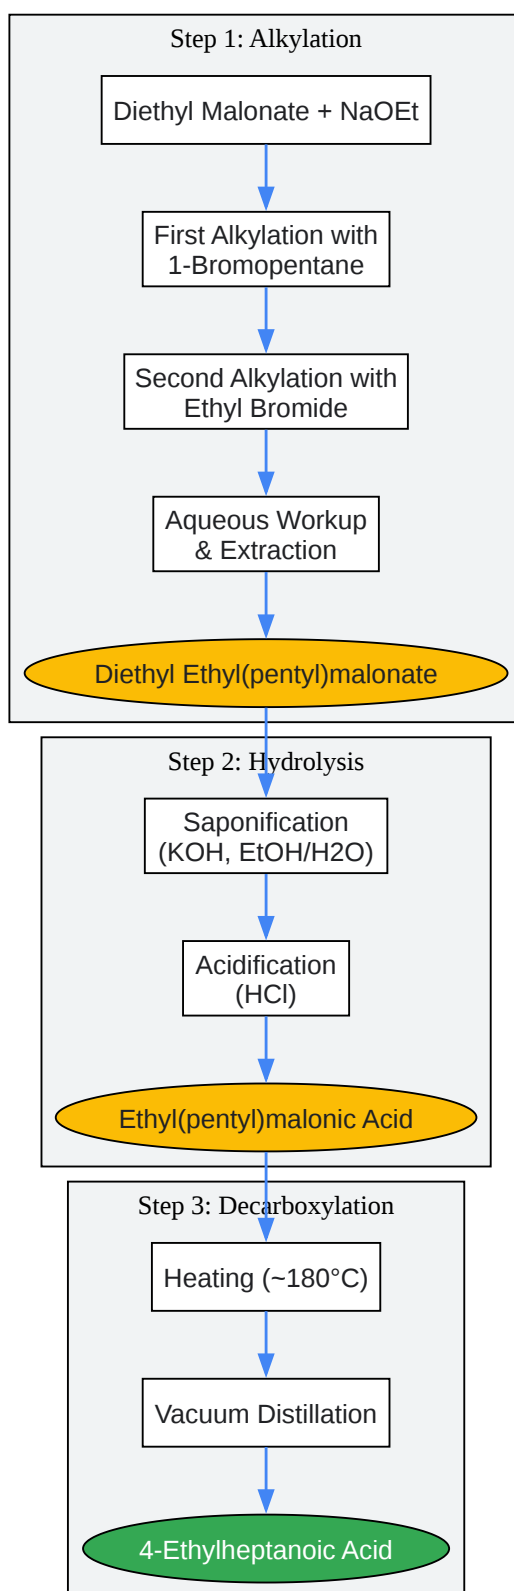 Step 1: Alkylation
Diethyl Malonate + NaOEt
First Alkylation with
1-Bromopentane
Second Alkylation with
Ethyl Bromide
Aqueous Workup
& Extraction
Diethyl Ethyl(pentyl)malonate
Step 2: Hydrolysis
Saponification
(KOH, EtOH/H2O)
Acidification
(HCl)
Ethyl(pentyl)malonic Acid
Step 3: Decarboxylation
Heating (~180°C)
Vacuum Distillation
4-Ethylheptanoic Acid